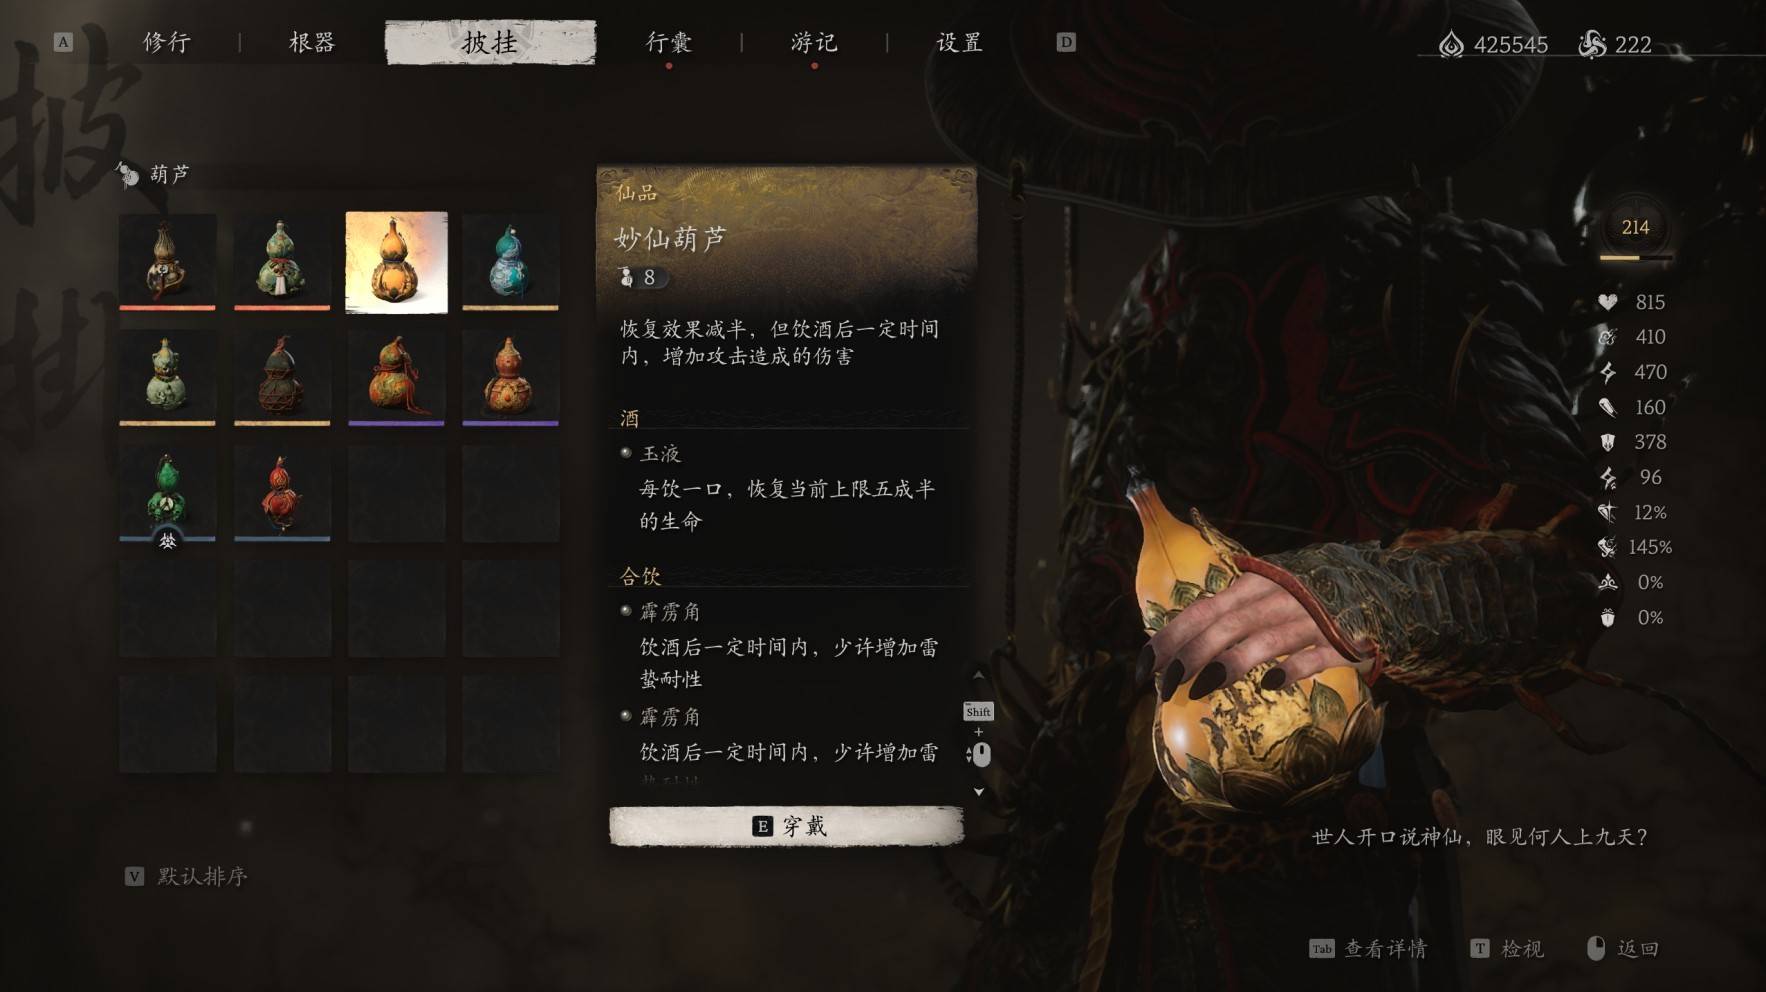 A 修行 | 根器 披挂 行囊 | 游记 | 设置 D
425545 222
披挂
葫芦
仙品
妙仙葫芦
8
恢复效果减半，但饮酒后一定时间
内，增加攻击造成的伤害
酒
玉液
每饮一口，恢复当前上限五成半
的生命
合饮
霹雳角
饮酒后一定时间内，少许增加雷
蛰耐性
霹雳角
饮酒后一定时间内，少许增加雷
蛰耐性
Shift
+
E 穿戴
V 默认排序
214
815
410
470
160
378
96
12%
145%
0%
0%
世人开口说神仙，眼见何人上九天？
Tab 查看详情 T 检视 返回